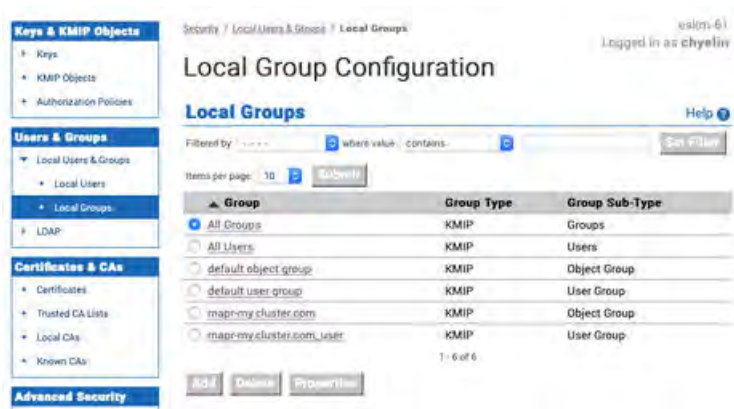 Keys & KMIP Objects
Keys
KMIP Objects
Authorization Policies
Users & Groups
Local Users & Groups
Local Users
Local Groups
LDAP
Certificates & CAs
Certificates
Trusted CA Lists
Local CAs
Known CAs
Advanced Security
Security / Local Users & Groups / Local Groups
Logged in as chyelin
Local Group Configuration
Local Groups
Help
Filtered by - - - - where value contains Set Filter
Items per page 10 Submit
Group Group Type Group Sub-Type
All Groups KMIP Groups
All Users KMIP Users
default object group KMIP Object Group
default user group KMIP User Group
mapr-my.cluster.com KMIP Object Group
mapr-my.cluster.com_user KMIP User Group
1 - 6 of 6
Add Delete Properties